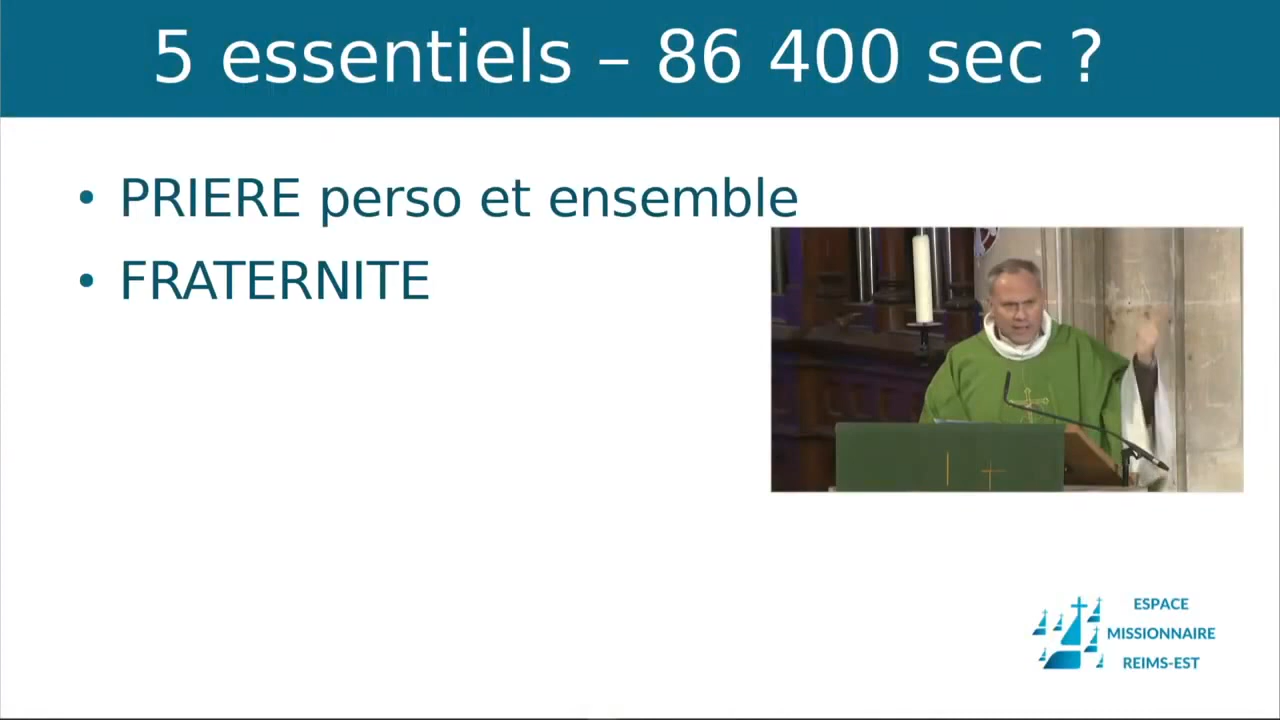 5 essentiels – 86 400 sec ?
• PRIERE perso et ensemble
• FRATERNITE
ESPACE
MISSIONNAIRE
REIMS-EST